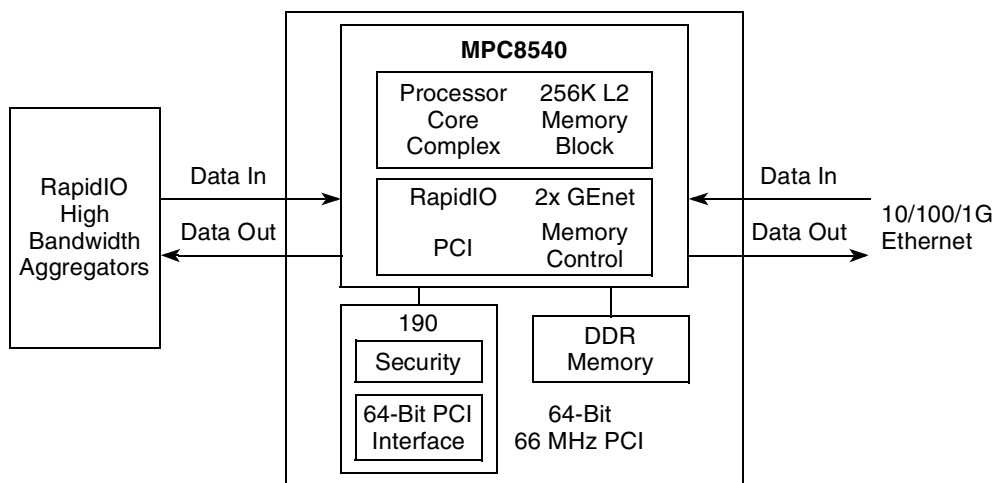 MPC8540
Processor Core Complex
256K L2 Memory Block
RapidIO
2x GEnet
PCI
Memory Control
RapidIO
High
Bandwidth
Aggregators
Data In
Data Out
Data In
Data Out
10/100/1G
Ethernet
190
Security
64-Bit PCI
Interface
DDR
Memory
64-Bit
66 MHz PCI